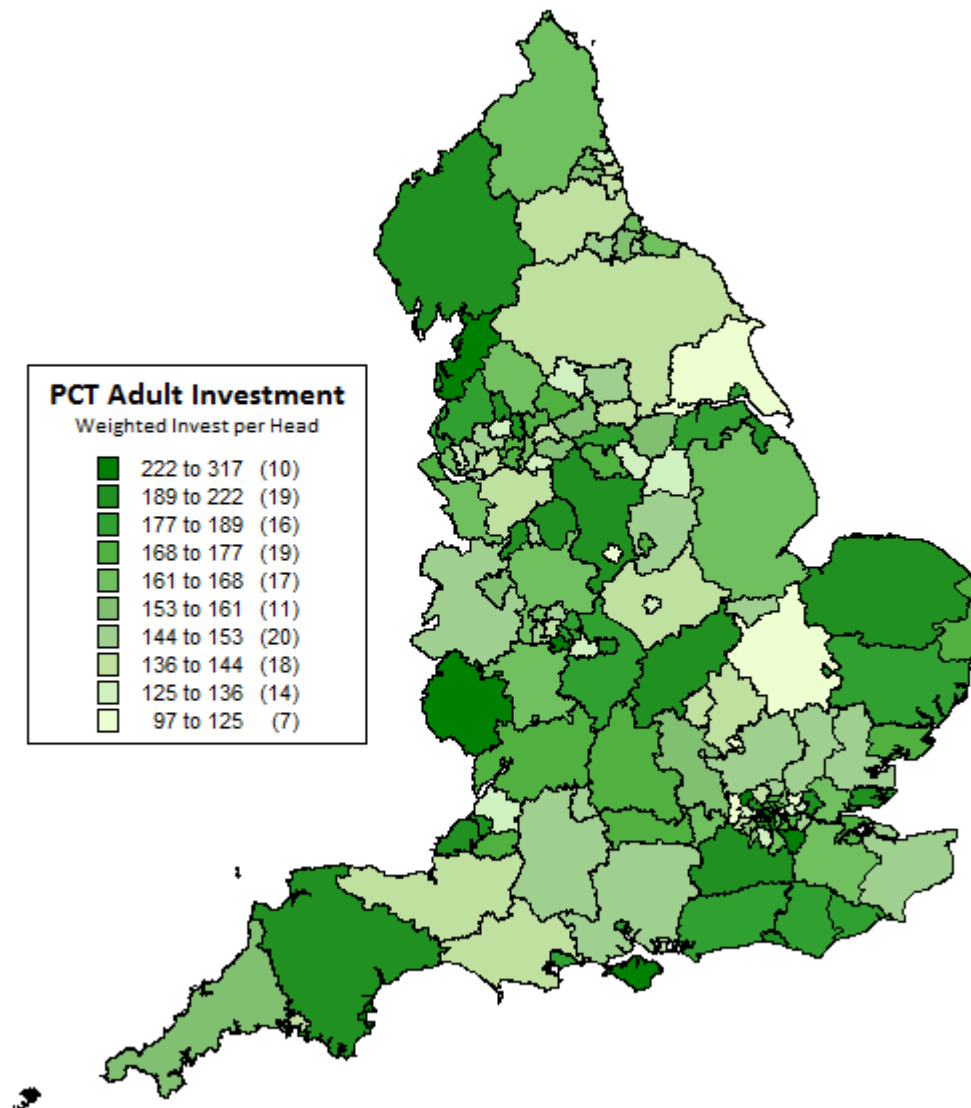 PCT Adult Investment
Weighted Invest per Head
222 to 317 (10)
189 to 222 (19)
177 to 189 (16)
168 to 177 (19)
161 to 168 (17)
153 to 161 (11)
144 to 153 (20)
136 to 144 (18)
125 to 136 (14)
97 to 125 (7)